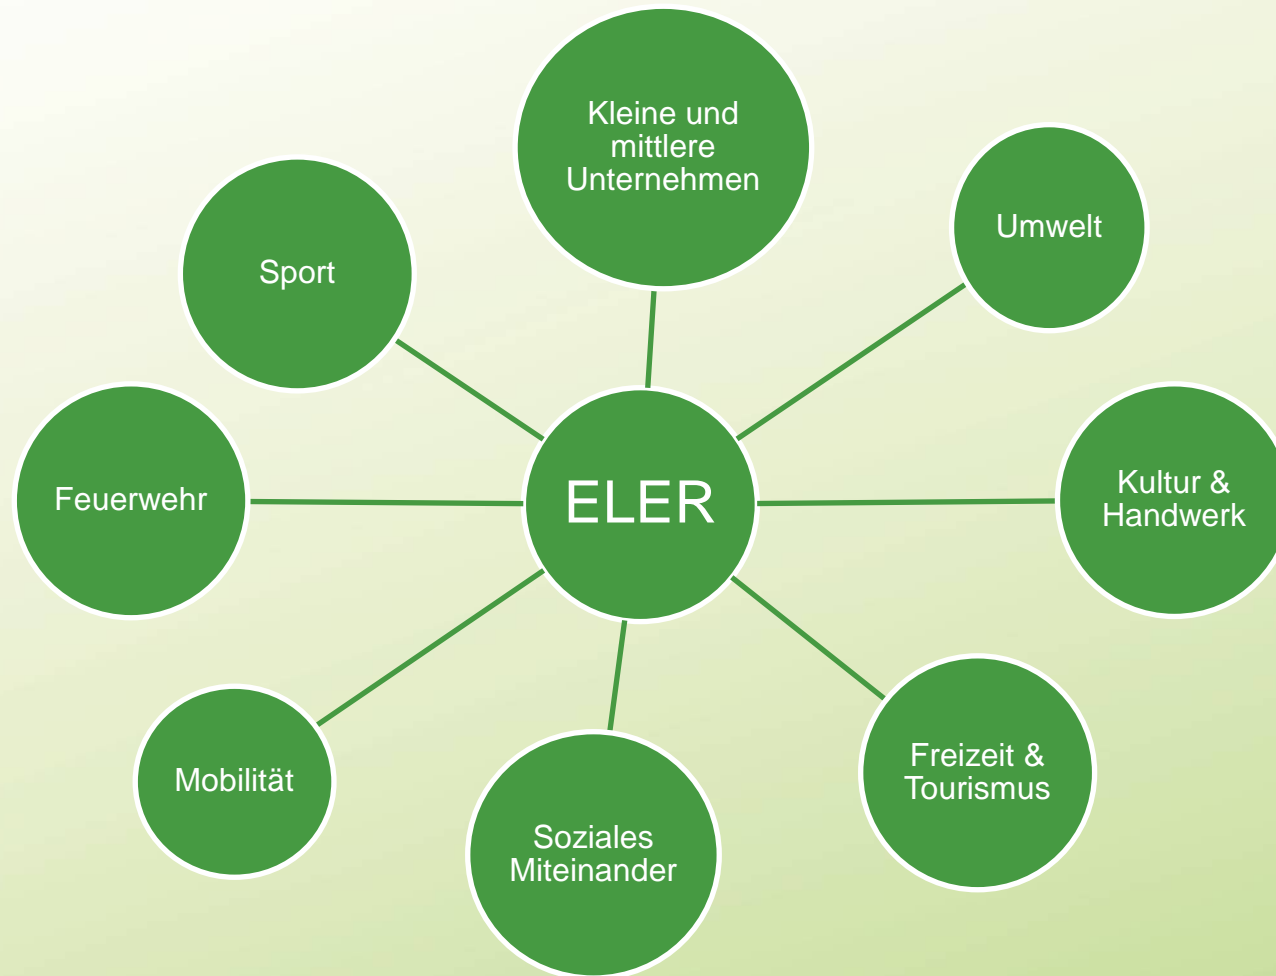 Kleine und
mittlere
Unternehmen
Umwelt
Sport
Kultur &
Handwerk
Feuerwehr
ELER
Freizeit &
Tourismus
Mobilität
Soziales
Miteinander